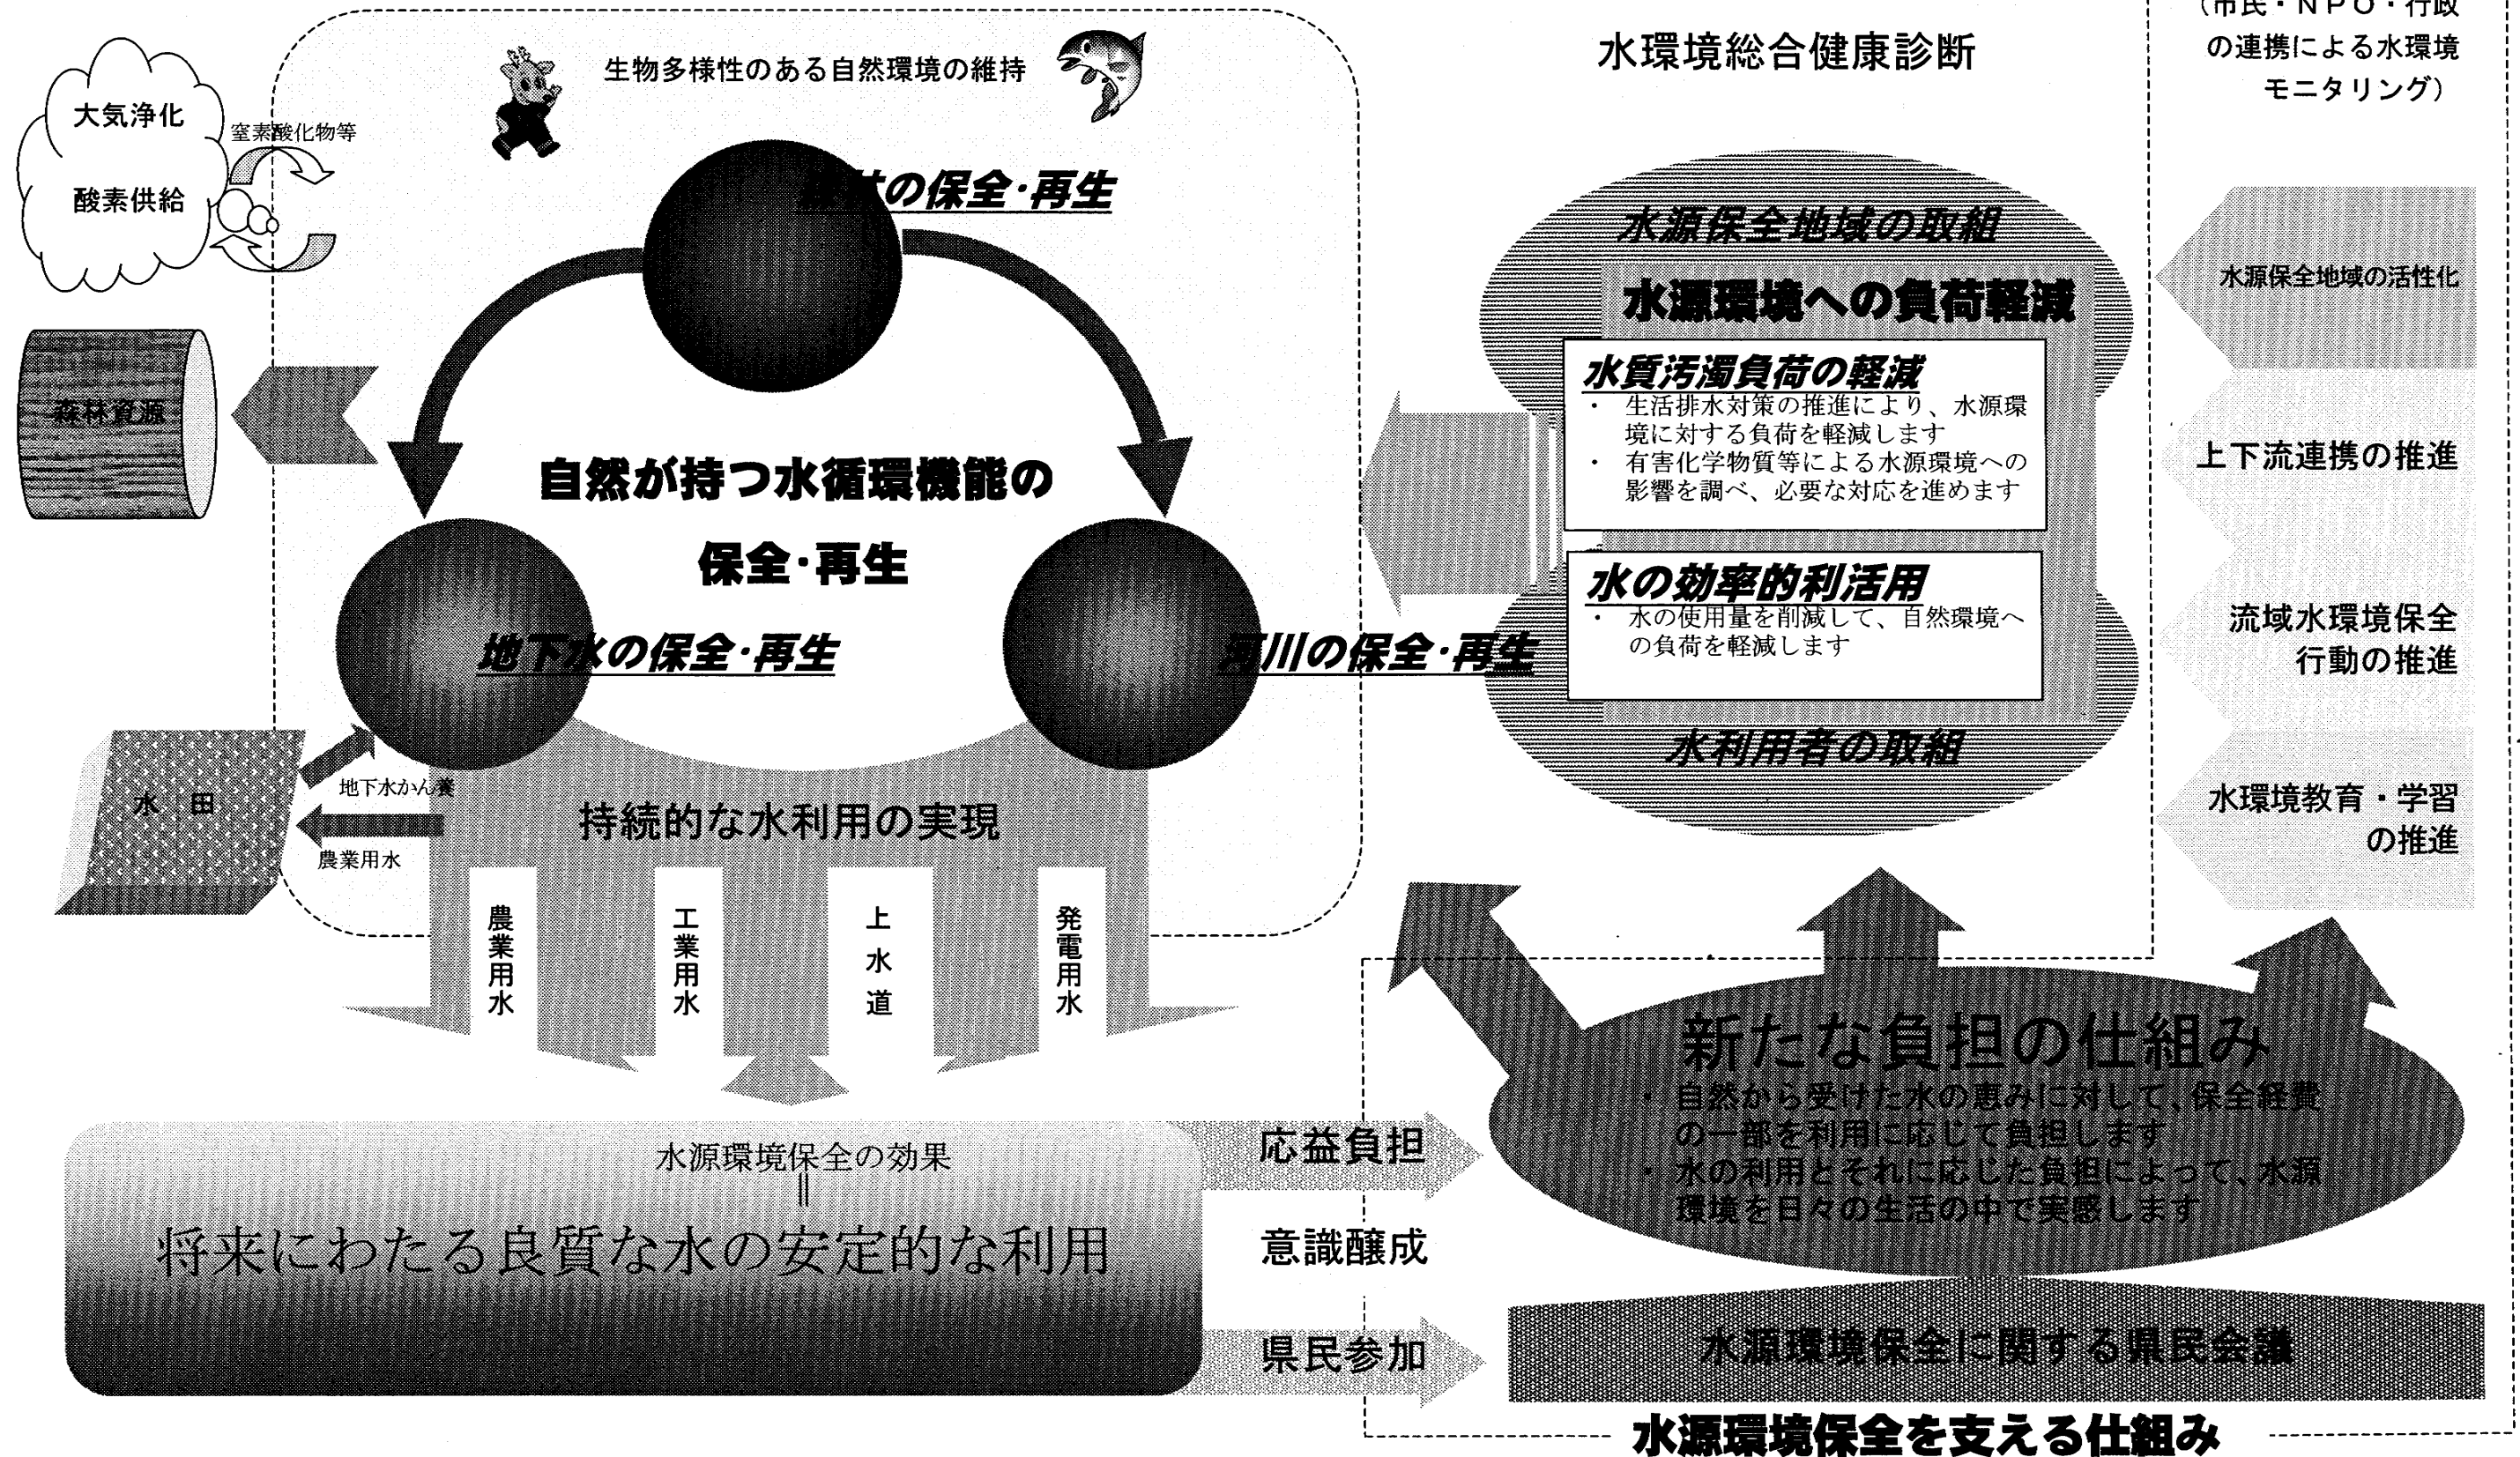 生物多様性のある自然環境の維持
大気浄化
酸素供給
窒素酸化物等
の保全・再生
森林資源
自然が持つ水循環機能の
保全・再生
地下水の保全・再生
河川の保全・再生
水 田
地下水かん養
農業用水
持続的な水利用の実現
農業用水
工業用水
上水道
発電用水
水環境総合健康診断
（市民・ＮＰＯ・行政
の連携による水環境
モニタリング）
水源保全地域の取組
水源環境への負荷軽減
水質汚濁負荷の軽減
・ 生活排水対策の推進により、水源環
境に対する負荷を軽減します
・ 有害化学物質等による水源環境への
影響を調べ、必要な対応を進めます
水の効率的利活用
・ 水の使用量を削減して、自然環境へ
の負荷を軽減します
水利用者の取組
水源保全地域の活性化
上下流連携の推進
流域水環境保全
行動の推進
水環境教育・学習
の推進
水源環境保全の効果
＝
将来にわたる良質な水の安定的な利用
応益負担
意識醸成
県民参加
新たな負担の仕組み
・ 自然から受けた水の恵みに対して、保全経費
の一部を利用に応じて負担します
・ 水の利用とそれに応じた負担によって、水源
環境を日々の生活の中で実感します
水源環境保全に関する県民会議
水源環境保全を支える仕組み